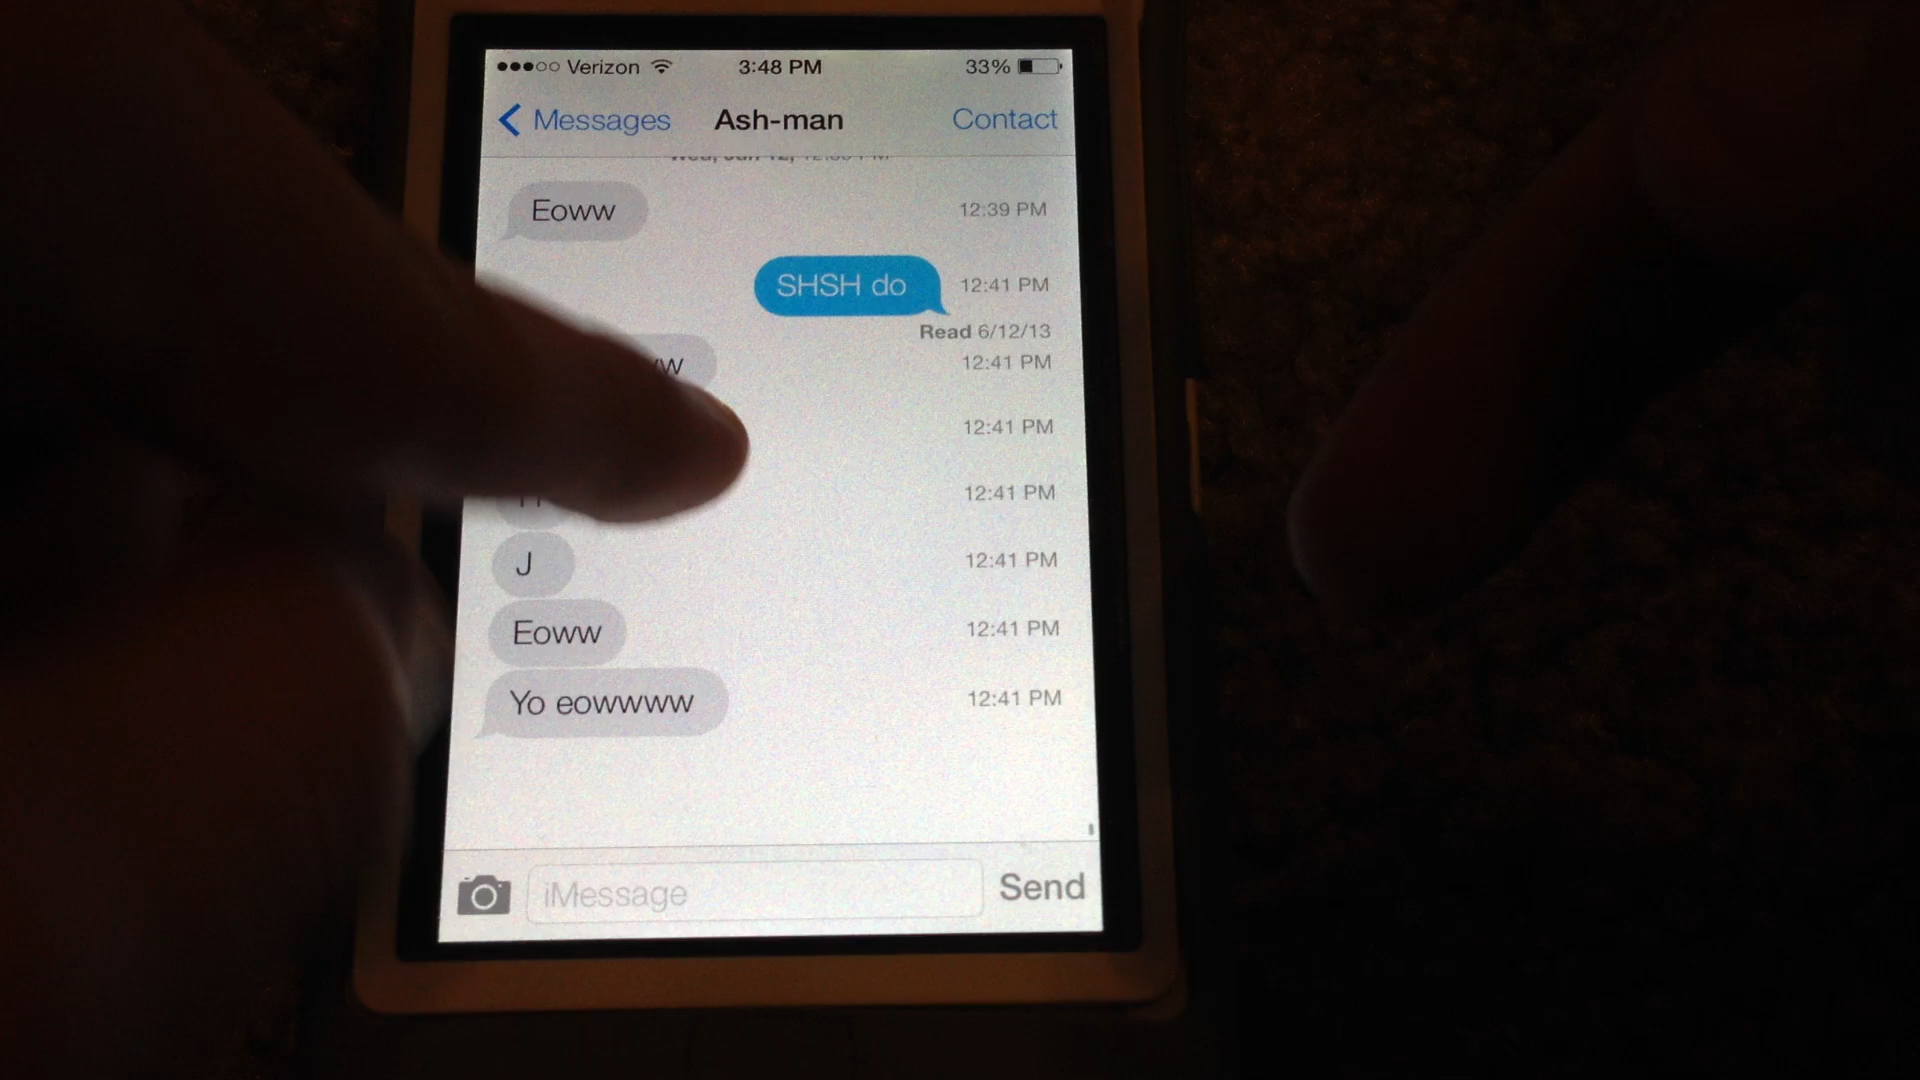 Verizon 3:48 PM 33%
Messages Ash-man Contact
Eoww 12:39 PM
SHSH do 12:41 PM
Read 6/12/13
12:41 PM
12:41 PM
12:41 PM
J 12:41 PM
Eoww 12:41 PM
Yo eowwww 12:41 PM
iMessage Send